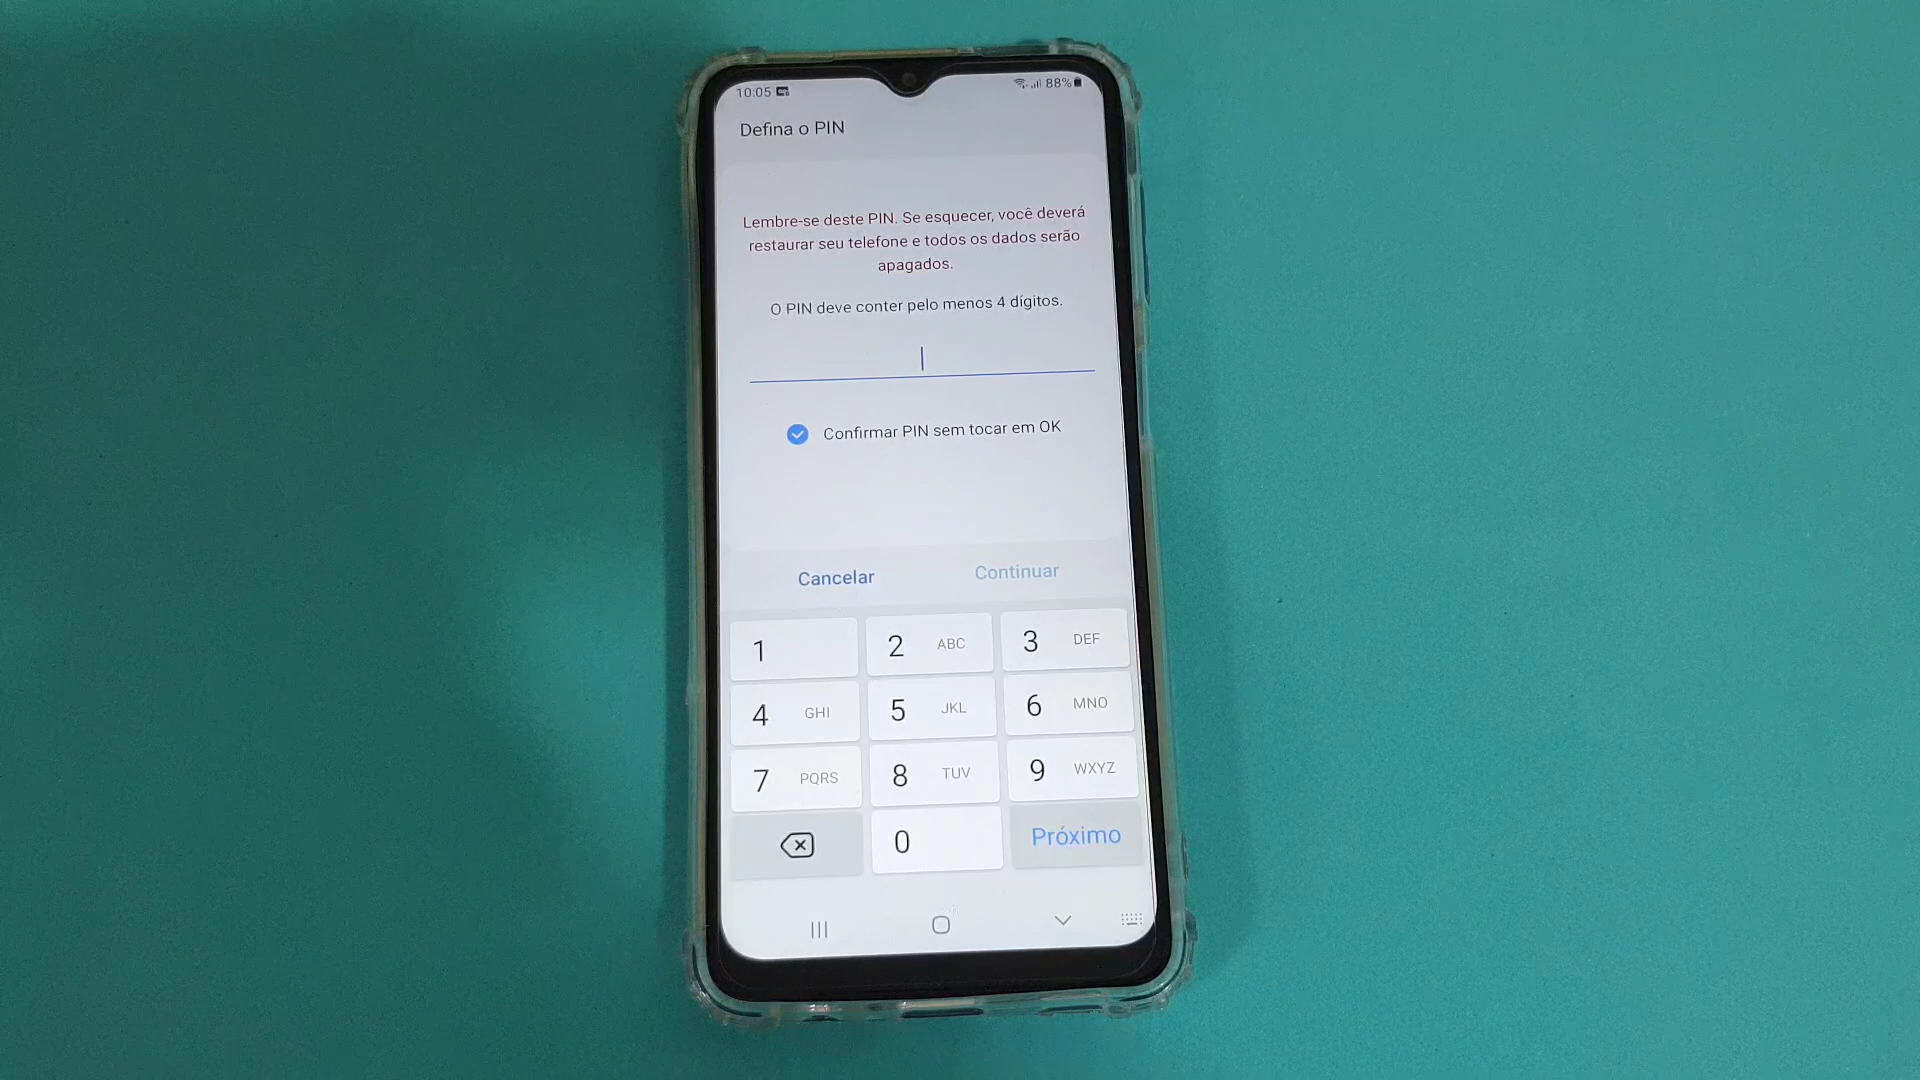 10:05
88%
Defina o PIN
Lembre-se deste PIN. Se esquecer, você deverá
restaurar seu telefone e todos os dados serão
apagados.
O PIN deve conter pelo menos 4 dígitos.
Confirmar PIN sem tocar em OK
Cancelar Continuar
1 2 ABC 3 DEF
4 GHI 5 JKL 6 MNO
7 PQRS 8 TUV 9 WXYZ
0 Próximo